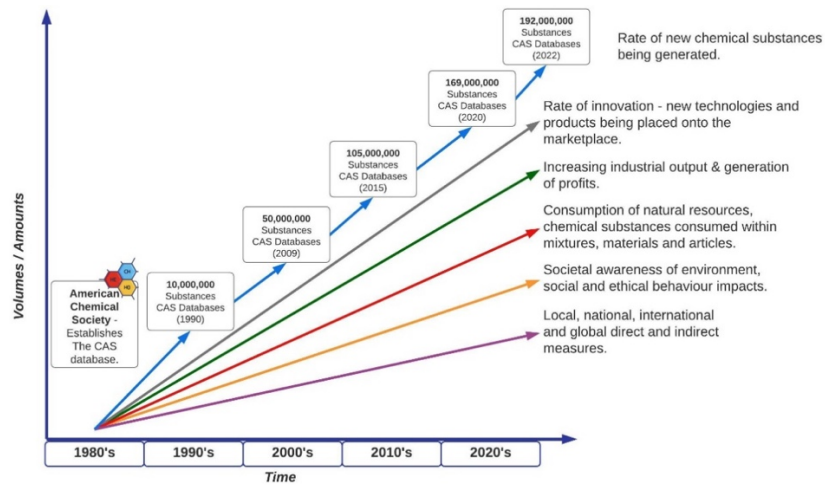 192,000,000
Substances
CAS Databases
(2022)
Rate of new chemical substances
being generated.
169,000,000
Substances
CAS Databases
(2020)
Rate of innovation - new technologies and
products being placed onto the
marketplace.
105,000,000
Substances
CAS Databases
(2015)
Increasing industrial output & generation
of profits.
50,000,000
Substances
CAS Databases
(2009)
Consumption of natural resources,
chemical substances consumed within
mixtures, materials and articles.
Societal awareness of environment,
social and ethical behaviour impacts.
10,000,000
Substances
CAS Databases
(1990)
American
Chemical
Society -
Establishes
The CAS
database.
CH
HO
Local, national, international
and global direct and indirect
measures.
Volumes / Amounts
1980's
1990's
2000's
2010's
2020's
Time